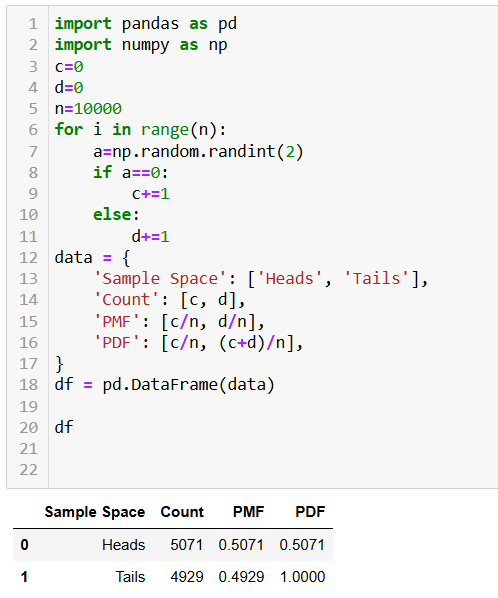 1 import pandas as pd
2 import numpy as np
3 c=0
4 d=0
5 n=10000
6 for i in range(n):
7     a=np.random.randint(2)
8     if a==0:
9         c+=1
10     else:
11         d+=1
12 data = {
13     'Sample Space': ['Heads', 'Tails'],
14     'Count': [c, d],
15     'PMF': [c/n, d/n],
16     'PDF': [c/n, (c+d)/n],
17 }
18 df = pd.DataFrame(data)
19
20 df
21
22
Sample Space Count PMF PDF
0 Heads 5071 0.5071 0.5071
1 Tails 4929 0.4929 1.0000